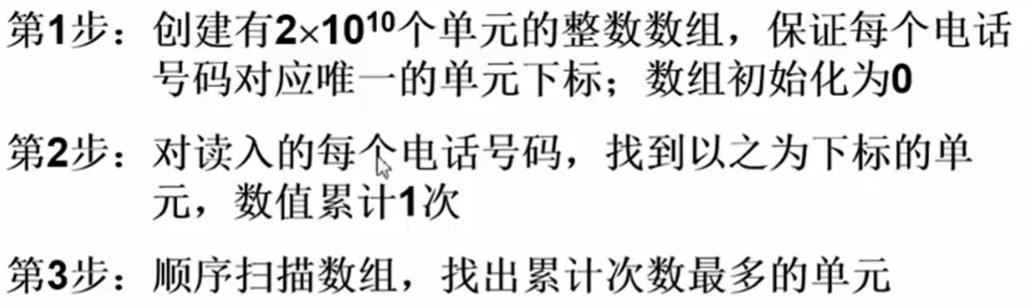 第1步：创建有2×10¹⁰个单元的整数数组，保证每个电话
号码对应唯一的单元下标；数组初始化为0
第2步：对读入的每个电话号码，找到以之为下标的单
元，数值累计1次
第3步：顺序扫描数组，找出累计次数最多的单元